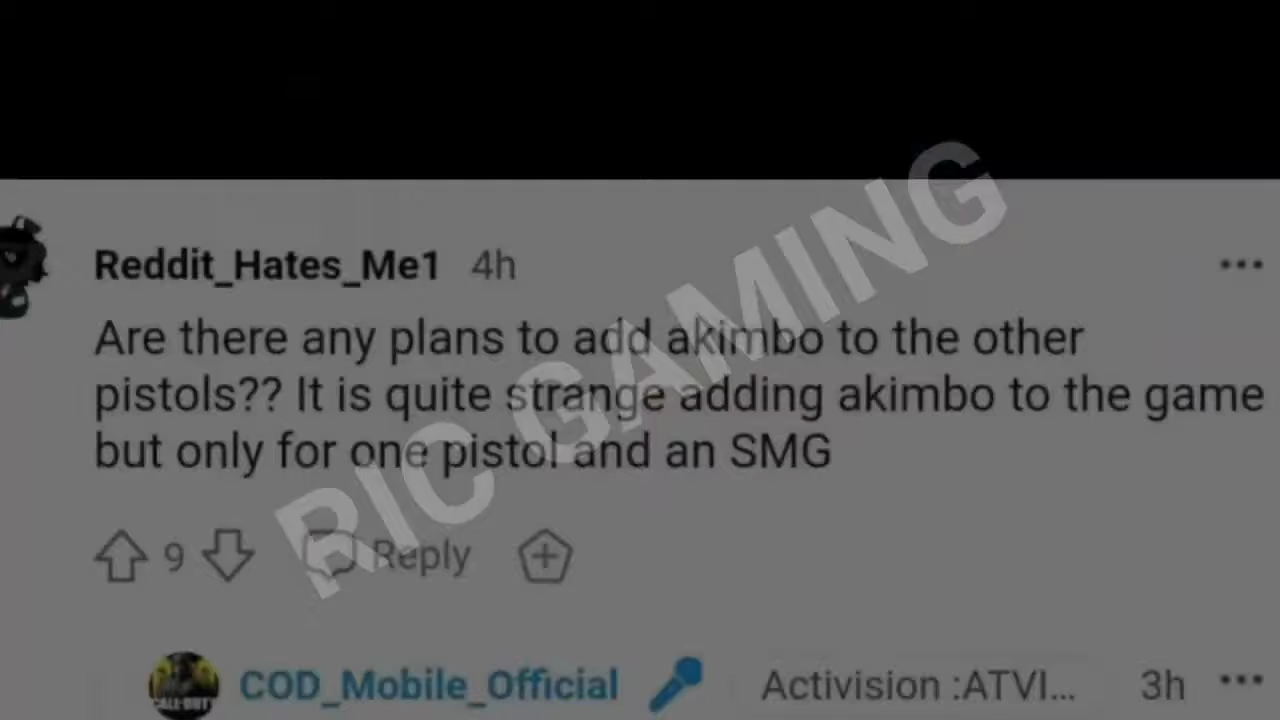 Reddit_Hates_Me1 4h
Are there any plans to add akimbo to the other
pistols?? It is quite strange adding akimbo to the game
but only for one pistol and an SMG
9 Reply
COD_Mobile_Official Activision :ATVI... 3h
CALL·DUTY
RIC GAMING